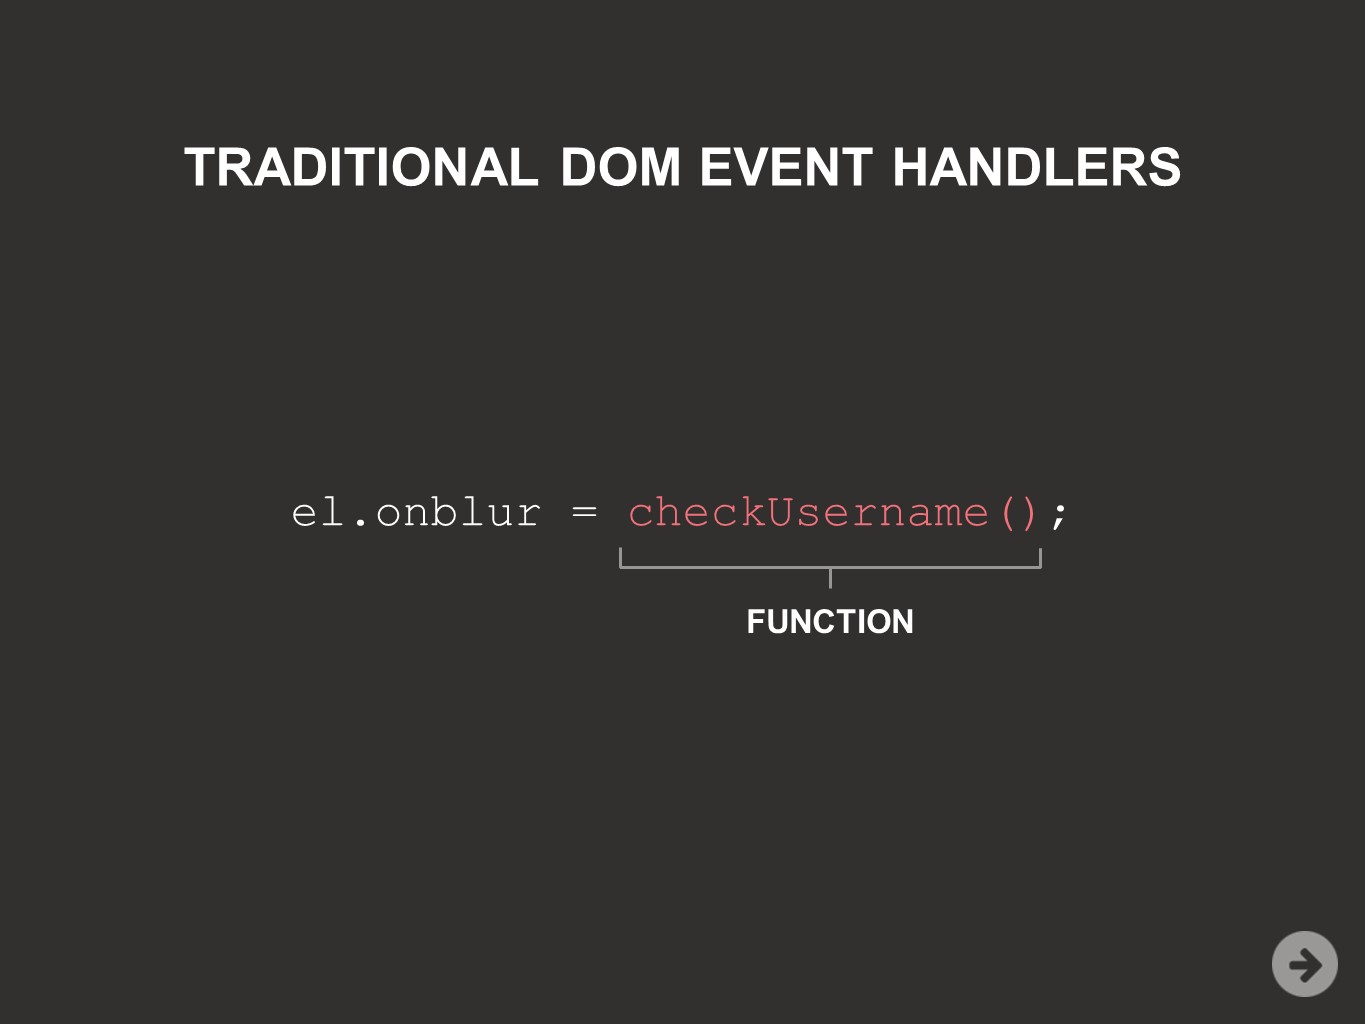 TRADITIONAL DOM EVENT HANDLERS
el.onblur = checkUsername();
FUNCTION